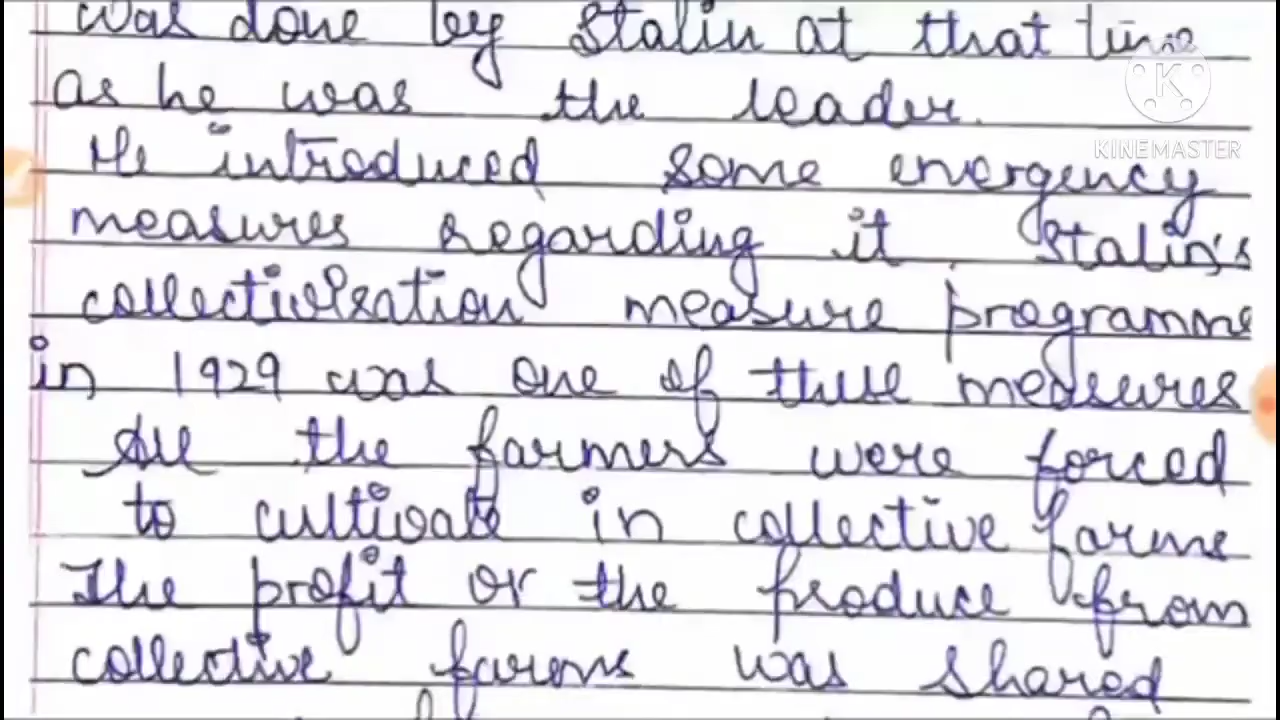 was done by Stalin at that time
as he was the leader.
He introduced some emergency
measures regarding it Stalin's
collectivisation measure programme
in 1929 was one of these measures
All the farmers were forced
to cultivate in collective farms
The profit or the produce from
collective farms was shared
K
KINEMASTER